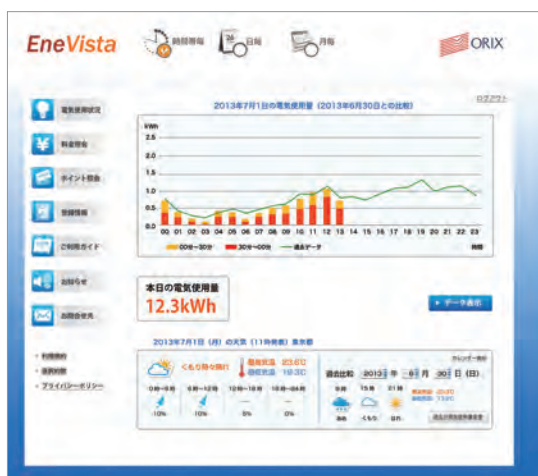 EneVista
時間帯毎
日毎
月毎
ORIX
ログアウト
電気使用状況
料金照会
ポイント照会
登録情報
ご利用ガイド
お知らせ
お問合せ先
・利用規約
・プライバシーポリシー
2013年7月1日の電気使用量（2013年6月30日との比較）
kWh
2.5
2.0
1.5
1.0
0.5
0.0
00 01 02 03 04 05 06 07 08 09 10 11 12 13 14 15 16 17 18 19 20 21 22 23
00分～30分 30分～00分 過去データ 時間
本日の電気使用量
12.3kWh
データ表示
2013年7月1日（月）の天気（11時発表）東京都
くもり時々晴れ
最高気温 23.6℃
最低気温 19.3℃
0時～6時 6時～12時 12時～18時 18時～24時
10% 10% 0% 0%
過去比較 2013 年 6 月 30 日（日）
9時 15時 21時
くもり